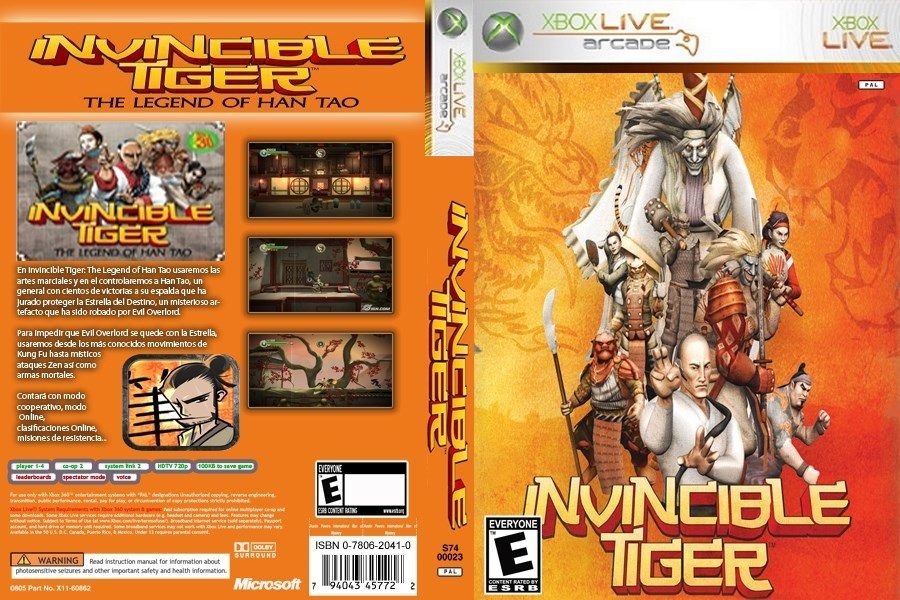 INVINCIBLE
TIGER™
THE LEGEND OF HAN TAO
3D
INVINCIBLE
TIGER
THE LEGEND OF HAN TAO
En Invincible Tiger: The Legend of Han Tao usaremos las
artes marciales y en el controlaremos a Han Tao, un
general con cientos de victorias a su espalda que ha
jurado proteger la Estrella del Destino, un misterioso ar-
tefacto que ha sido robado por Evil Overlord.
Para impedir que Evil Overlord se quede con la Estrella,
usaremos desde los más conocidos movimientos de
Kung Fu hasta místicos
ataques Zen así como
armas mortales.
Contará con modo
cooperativo, modo
Online,
clasificaciones Online,
misiones de resistencia...
player 1-4 co-op 2 system link 2 HDTV 720p 100KB to save game
leaderboards spectator mode voice
WARNING Read instruction manual for information about
photosensitive seizures and other important safety and health information.
0805 Part No. X11-60862
DOLBY
SURROUND
Microsoft
EVERYONE
E
ESRB CONTENT RATING www.esrb.org
ISBN 0-7806-2041-0
7 94043 45772 2
XBOX LIVE
arcade
INVINCIBLE
TIGER
S74
00023
PAL
XBOX LIVE
arcade
XBOX
LIVE
PAL
INVINCIBLE
TIGER
EVERYONE
E
CONTENT RATED BY
ESRB